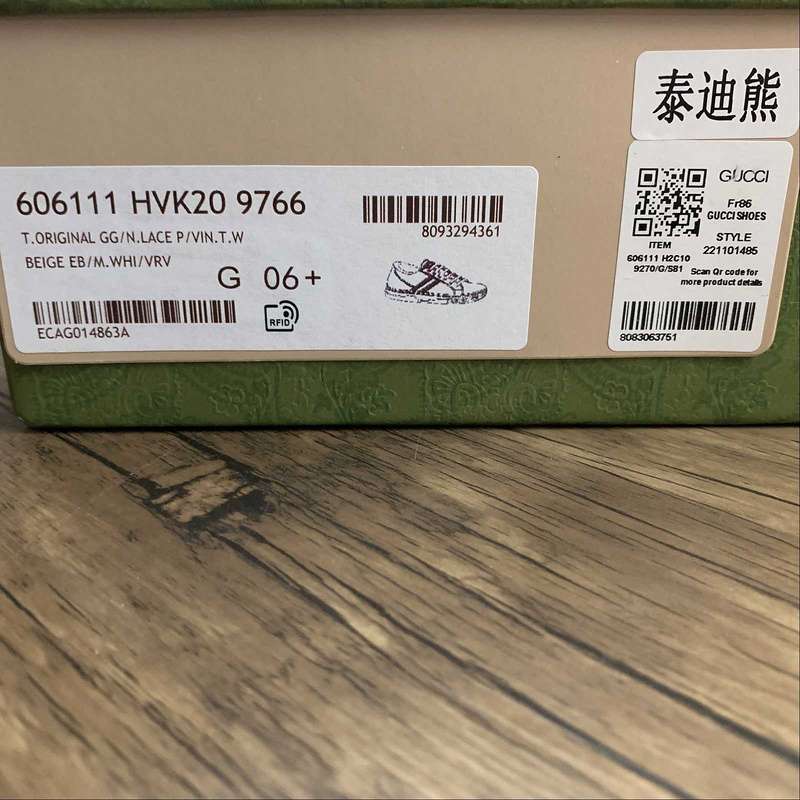 泰迪熊
606111 HVK20 9766
T.ORIGINAL GG/N.LACE P/VIN.T.W
BEIGE EB/M.WHI/VRV
G 06+
8093294361
ECAG014863A
RFID
GUCCI
Fr86
GUCCI SHOES
STYLE
221101485
ITEM
606111 H2C10
9270/G/S81
Scan Qr code for
more product details
8083063751